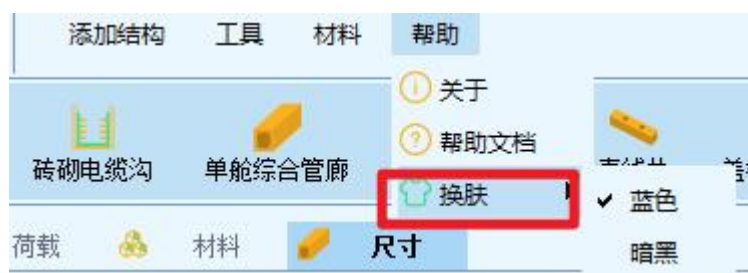 添加结构 工具 材料 帮助
关于
帮助文档
砖砌电缆沟 单舱综合管廊
换肤
蓝色
荷载 材料 尺寸
暗黑